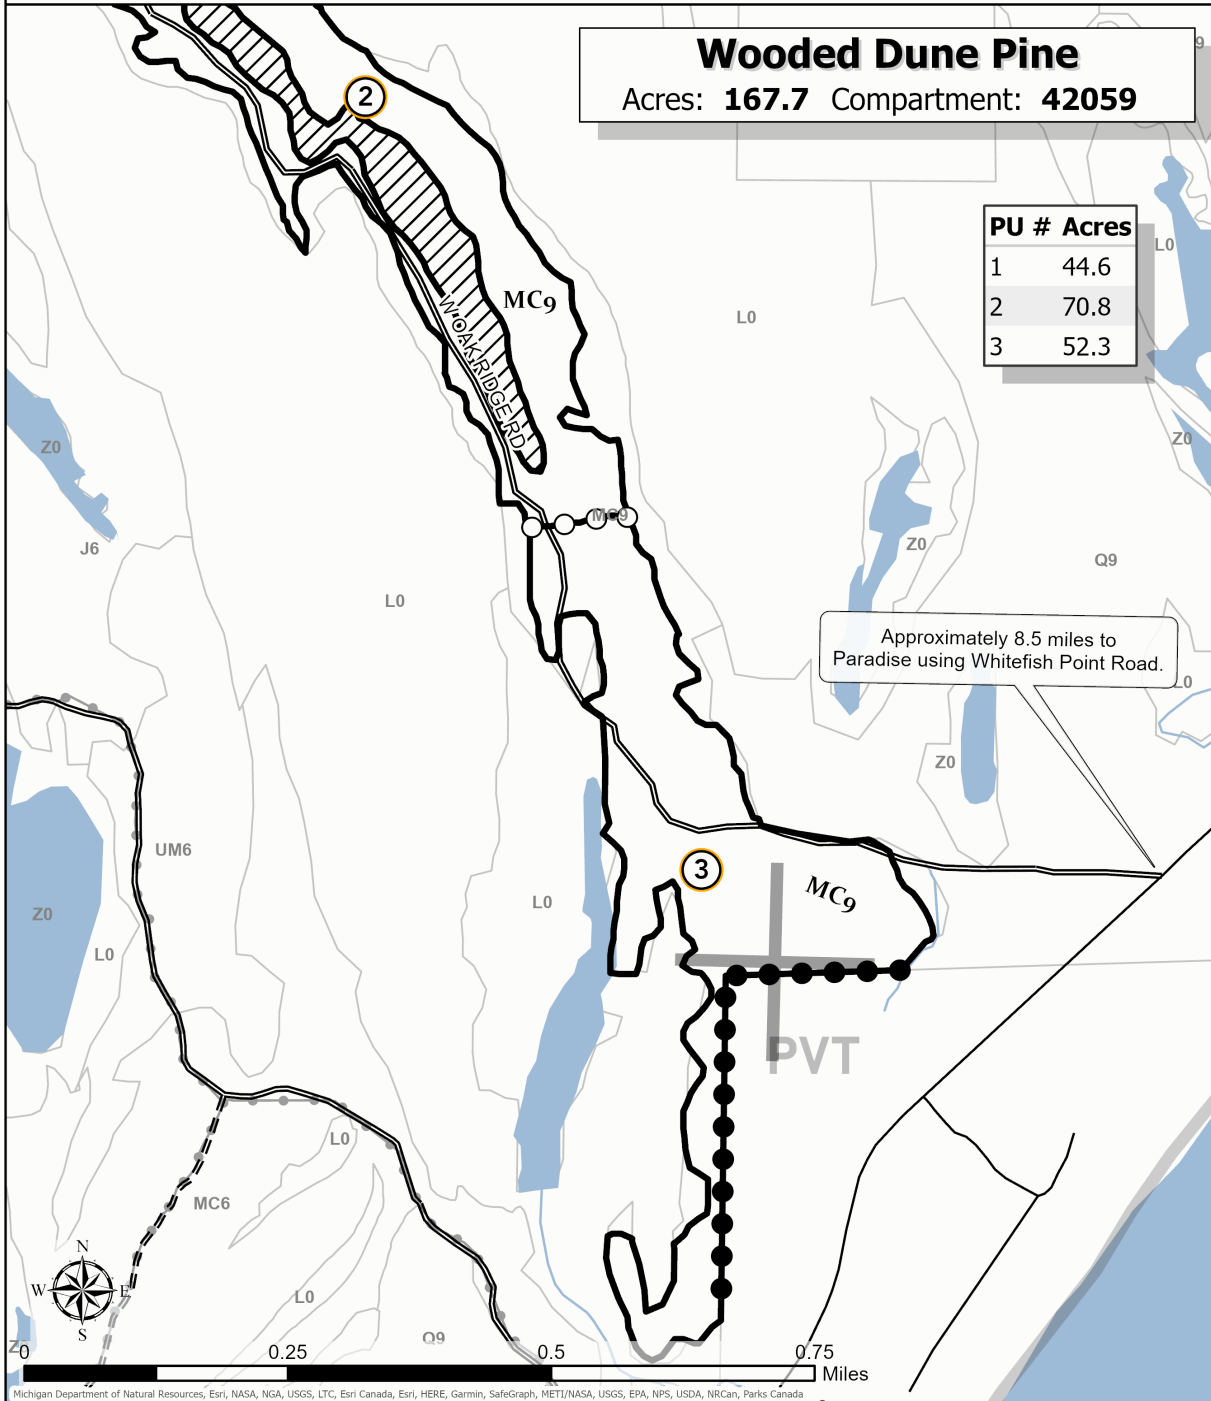 Wooded Dune Pine
Acres: 167.7 Compartment: 42059
9
2
PU # Acres
1 44.6
2 70.8
3 52.3
L0
MC9
L0
W OAK RIDGE RD
Z0
Z0
MC9
J6
Z0
Q9
L0
Approximately 8.5 miles to
Paradise using Whitefish Point Road.
L0
Z0
UM6
3
MC9
L0
Z0
L0
PVT
L0
MC6
N
W E
S
L0
Q9
0 0.25 0.5 0.75
Miles
Michigan Department of Natural Resources, Esri, NASA, NGA, USGS, LTC, Esri Canada, Esri, HERE, Garmin, SafeGraph, METI/NASA, USGS, EPA, NPS, USDA, NRCan, Parks Canada